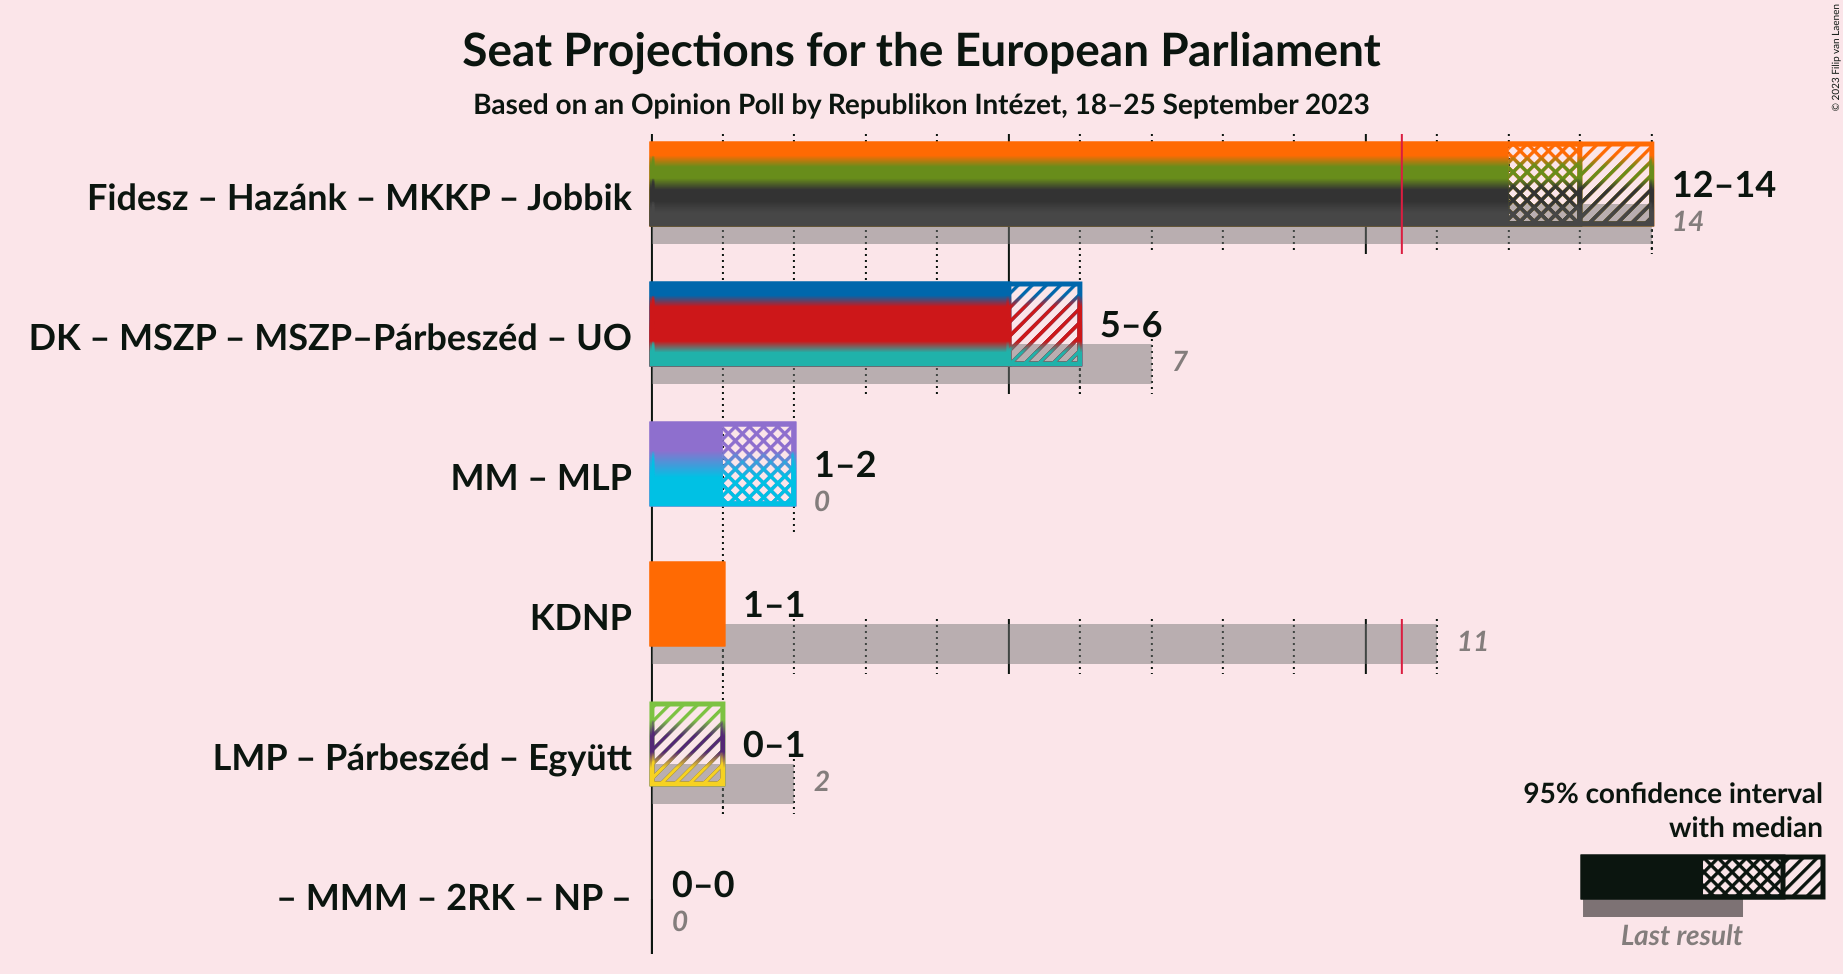 Seat Projections for the European Parliament
Based on an Opinion Poll by Republikon Intézet, 18–25 September 2023
© 2023 Filip van Laenen
Fidesz – Hazánk – MKKP – Jobbik
12–14
14
DK – MSZP – MSZP–Párbeszéd – UO
5–6
7
MM – MLP
1–2
0
KDNP
1–1
11
LMP – Párbeszéd – Együtt
0–1
2
– MMM – 2RK – NP –
0–0
0
95% confidence interval
with median
Last result